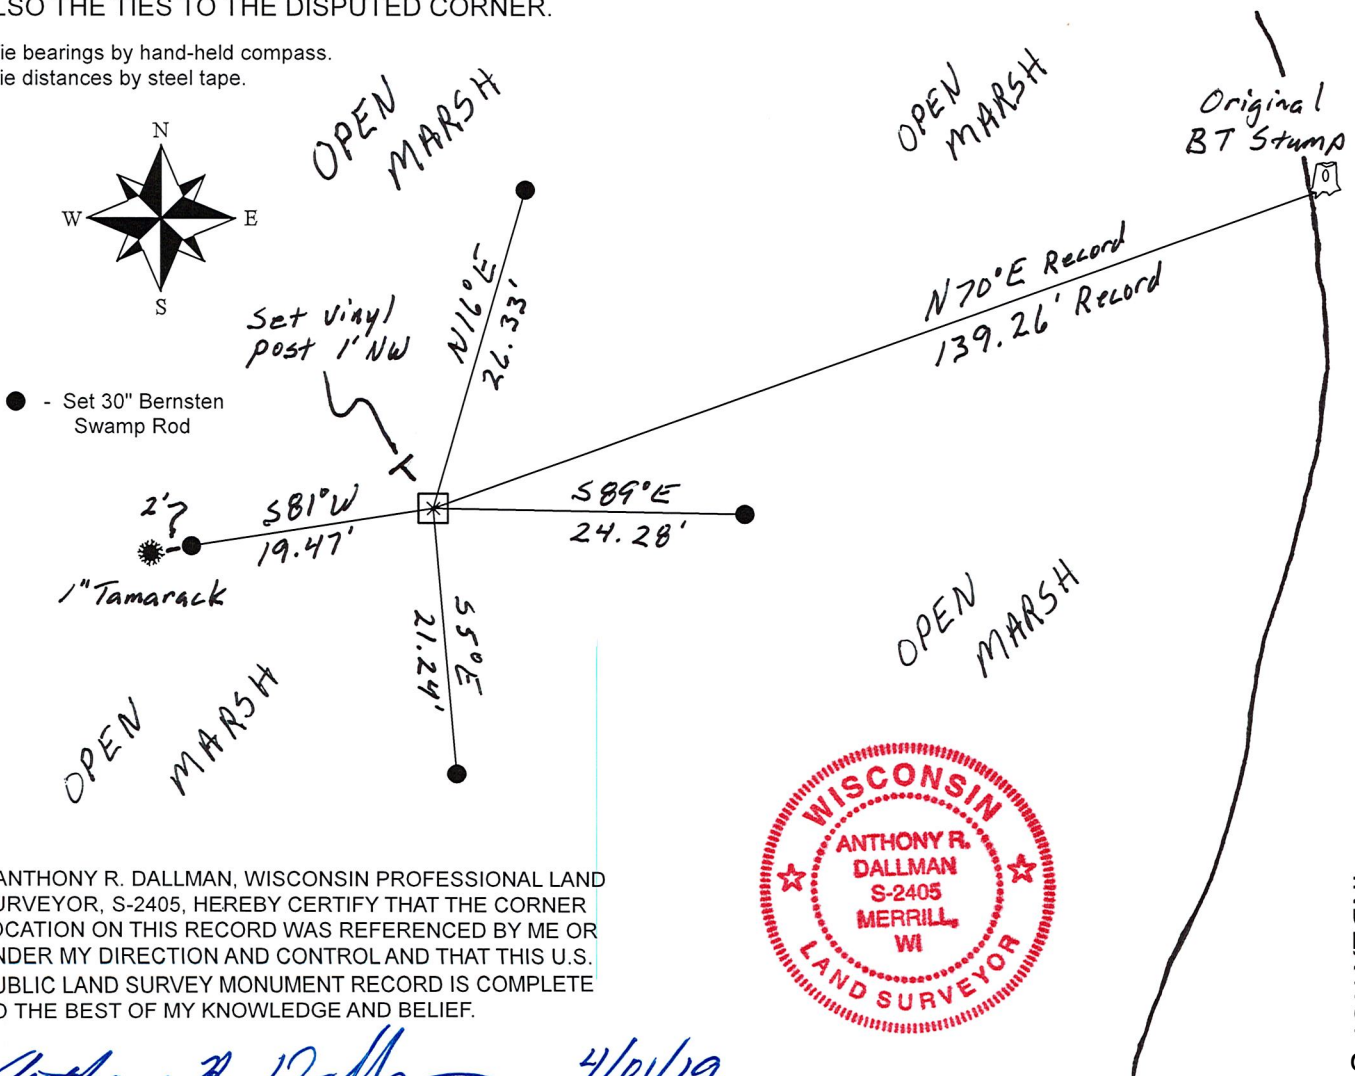 LSO THE TIES TO THE DISPUTED CORNER.
ie bearings by hand-held compass.
ie distances by steel tape.
N
W E
S
OPEN
MARSH
OPEN
MARSH
Original
BT Stump
N16°E
26.33'
N70°E Record
139.26' Record
Set vinyl
post 1' NW
- Set 30" Bernsten
Swamp Rod
2'?
1" Tamarack
S81°W
19.47'
S89°E
24.28'
S5°E
21.24'
OPEN
MARSH
OPEN
MARSH
WISCONSIN
ANTHONY R.
DALLMAN
S-2405
MERRILL,
WI
LAND SURVEYOR
ANTHONY R. DALLMAN, WISCONSIN PROFESSIONAL LAND
URVEYOR, S-2405, HEREBY CERTIFY THAT THE CORNER
OCATION ON THIS RECORD WAS REFERENCED BY ME OR
NDER MY DIRECTION AND CONTROL AND THAT THIS U.S.
UBLIC LAND SURVEY MONUMENT RECORD IS COMPLETE
O THE BEST OF MY KNOWLEDGE AND BELIEF.
4/01/19